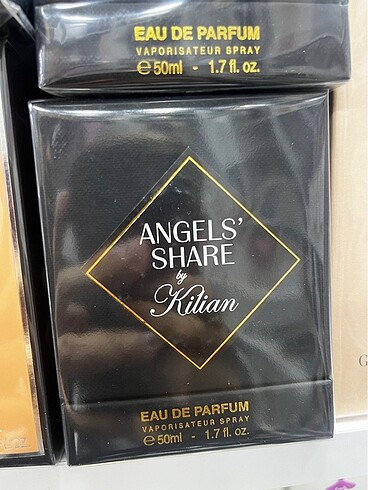 EAU DE PARFUM
VAPORISATEUR SPRAY
℮50ml - 1.7 fl. oz.
ANGELS’
SHARE
by
Kilian
EAU DE PARFUM
VAPORISATEUR SPRAY
℮50ml - 1.7 fl. oz.